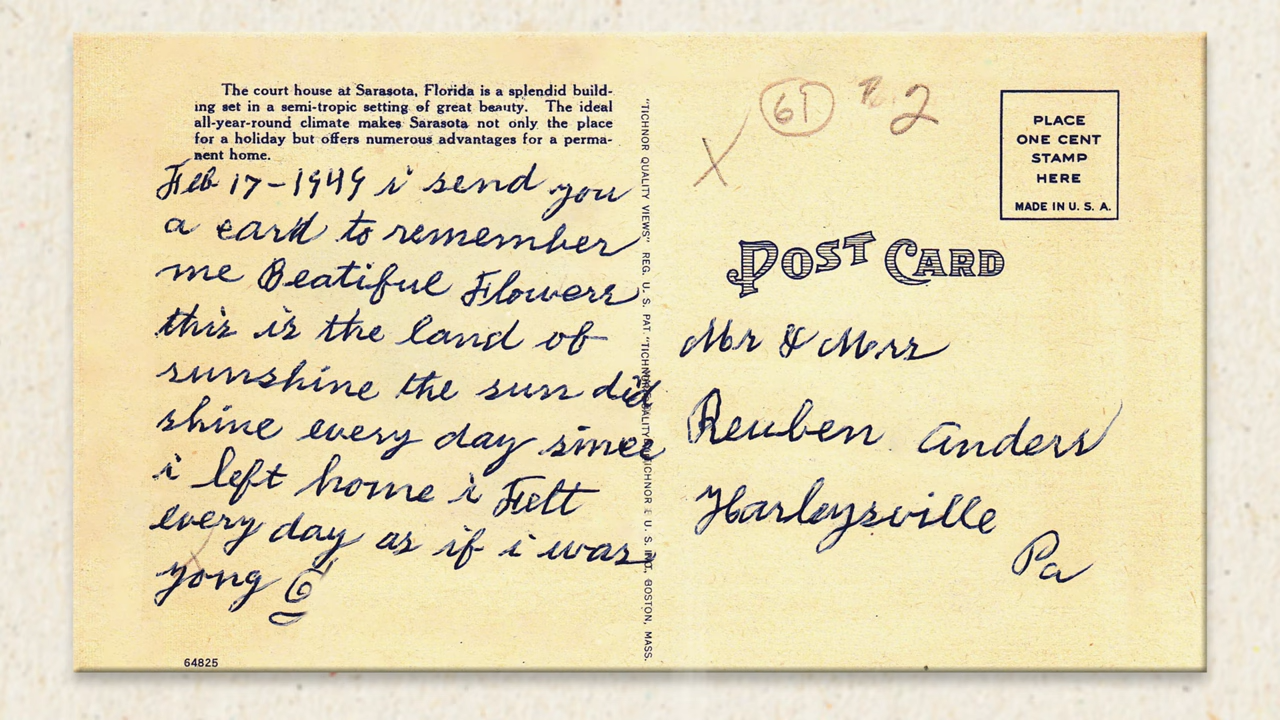 The court house at Sarasota, Florida is a splendid build-
ing set in a semi-tropic setting of great beauty. The ideal
all-year-round climate makes Sarasota not only the place
for a holiday but offers numerous advantages for a perma-
nent home.
Feb 17-1949 i send you
a card to remember
me Beatiful Flowers
this is the land of
sunshine the sun did
shine every day since
i left home i Felt
every day as if i was
yong
64825
"TICHNOR QUALITY VIEWS" REG. U. S. PAT.
BOSTON, MASS.
61
2
X
PLACE
ONE CENT
STAMP
HERE
MADE IN U. S. A.
POST CARD
Mr & Mrs
Reuben Anders
Harleysville
Pa